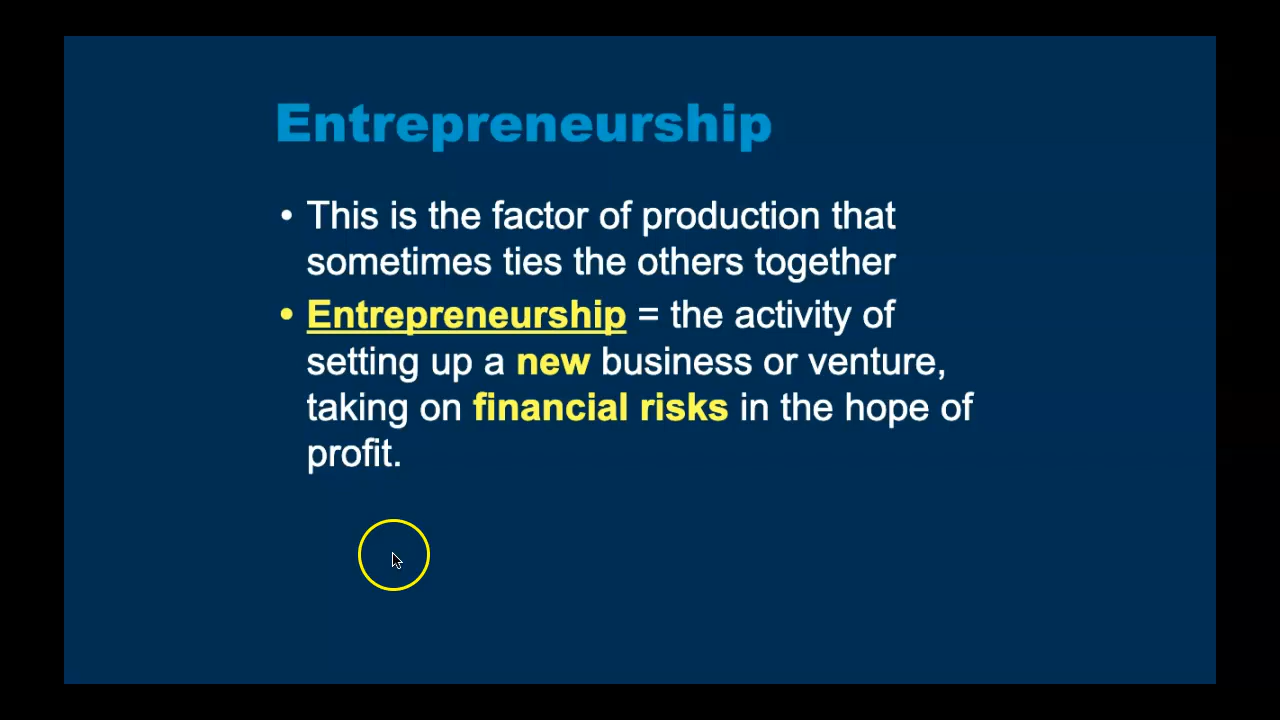 Entrepreneurship
• This is the factor of production that
sometimes ties the others together
• Entrepreneurship = the activity of
setting up a new business or venture,
taking on financial risks in the hope of
profit.